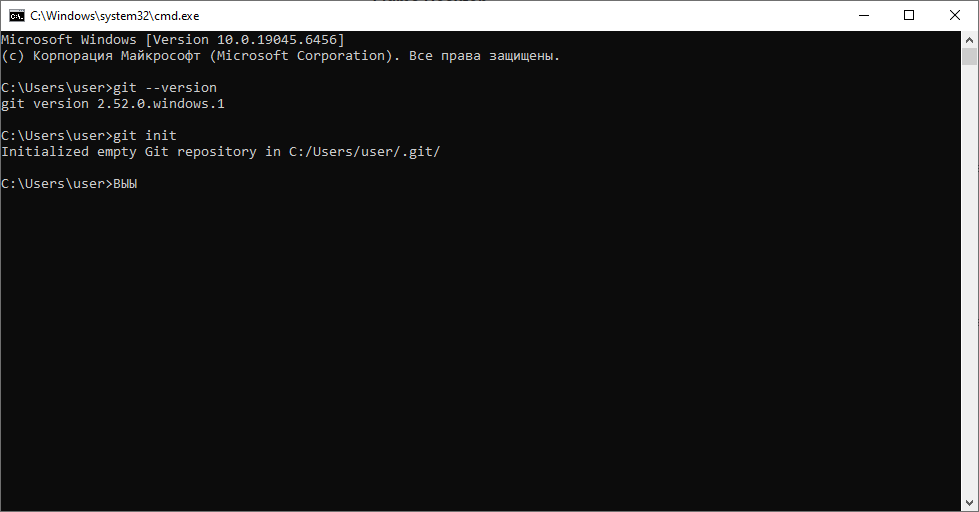 C:\Windows\system32\cmd.exe
Microsoft Windows [Version 10.0.19045.6456]
(c) Корпорация Майкрософт (Microsoft Corporation). Все права защищены.
C:\Users\user>git --version
git version 2.52.0.windows.1
C:\Users\user>git init
Initialized empty Git repository in C:/Users/user/.git/
C:\Users\user>ВЫЫ